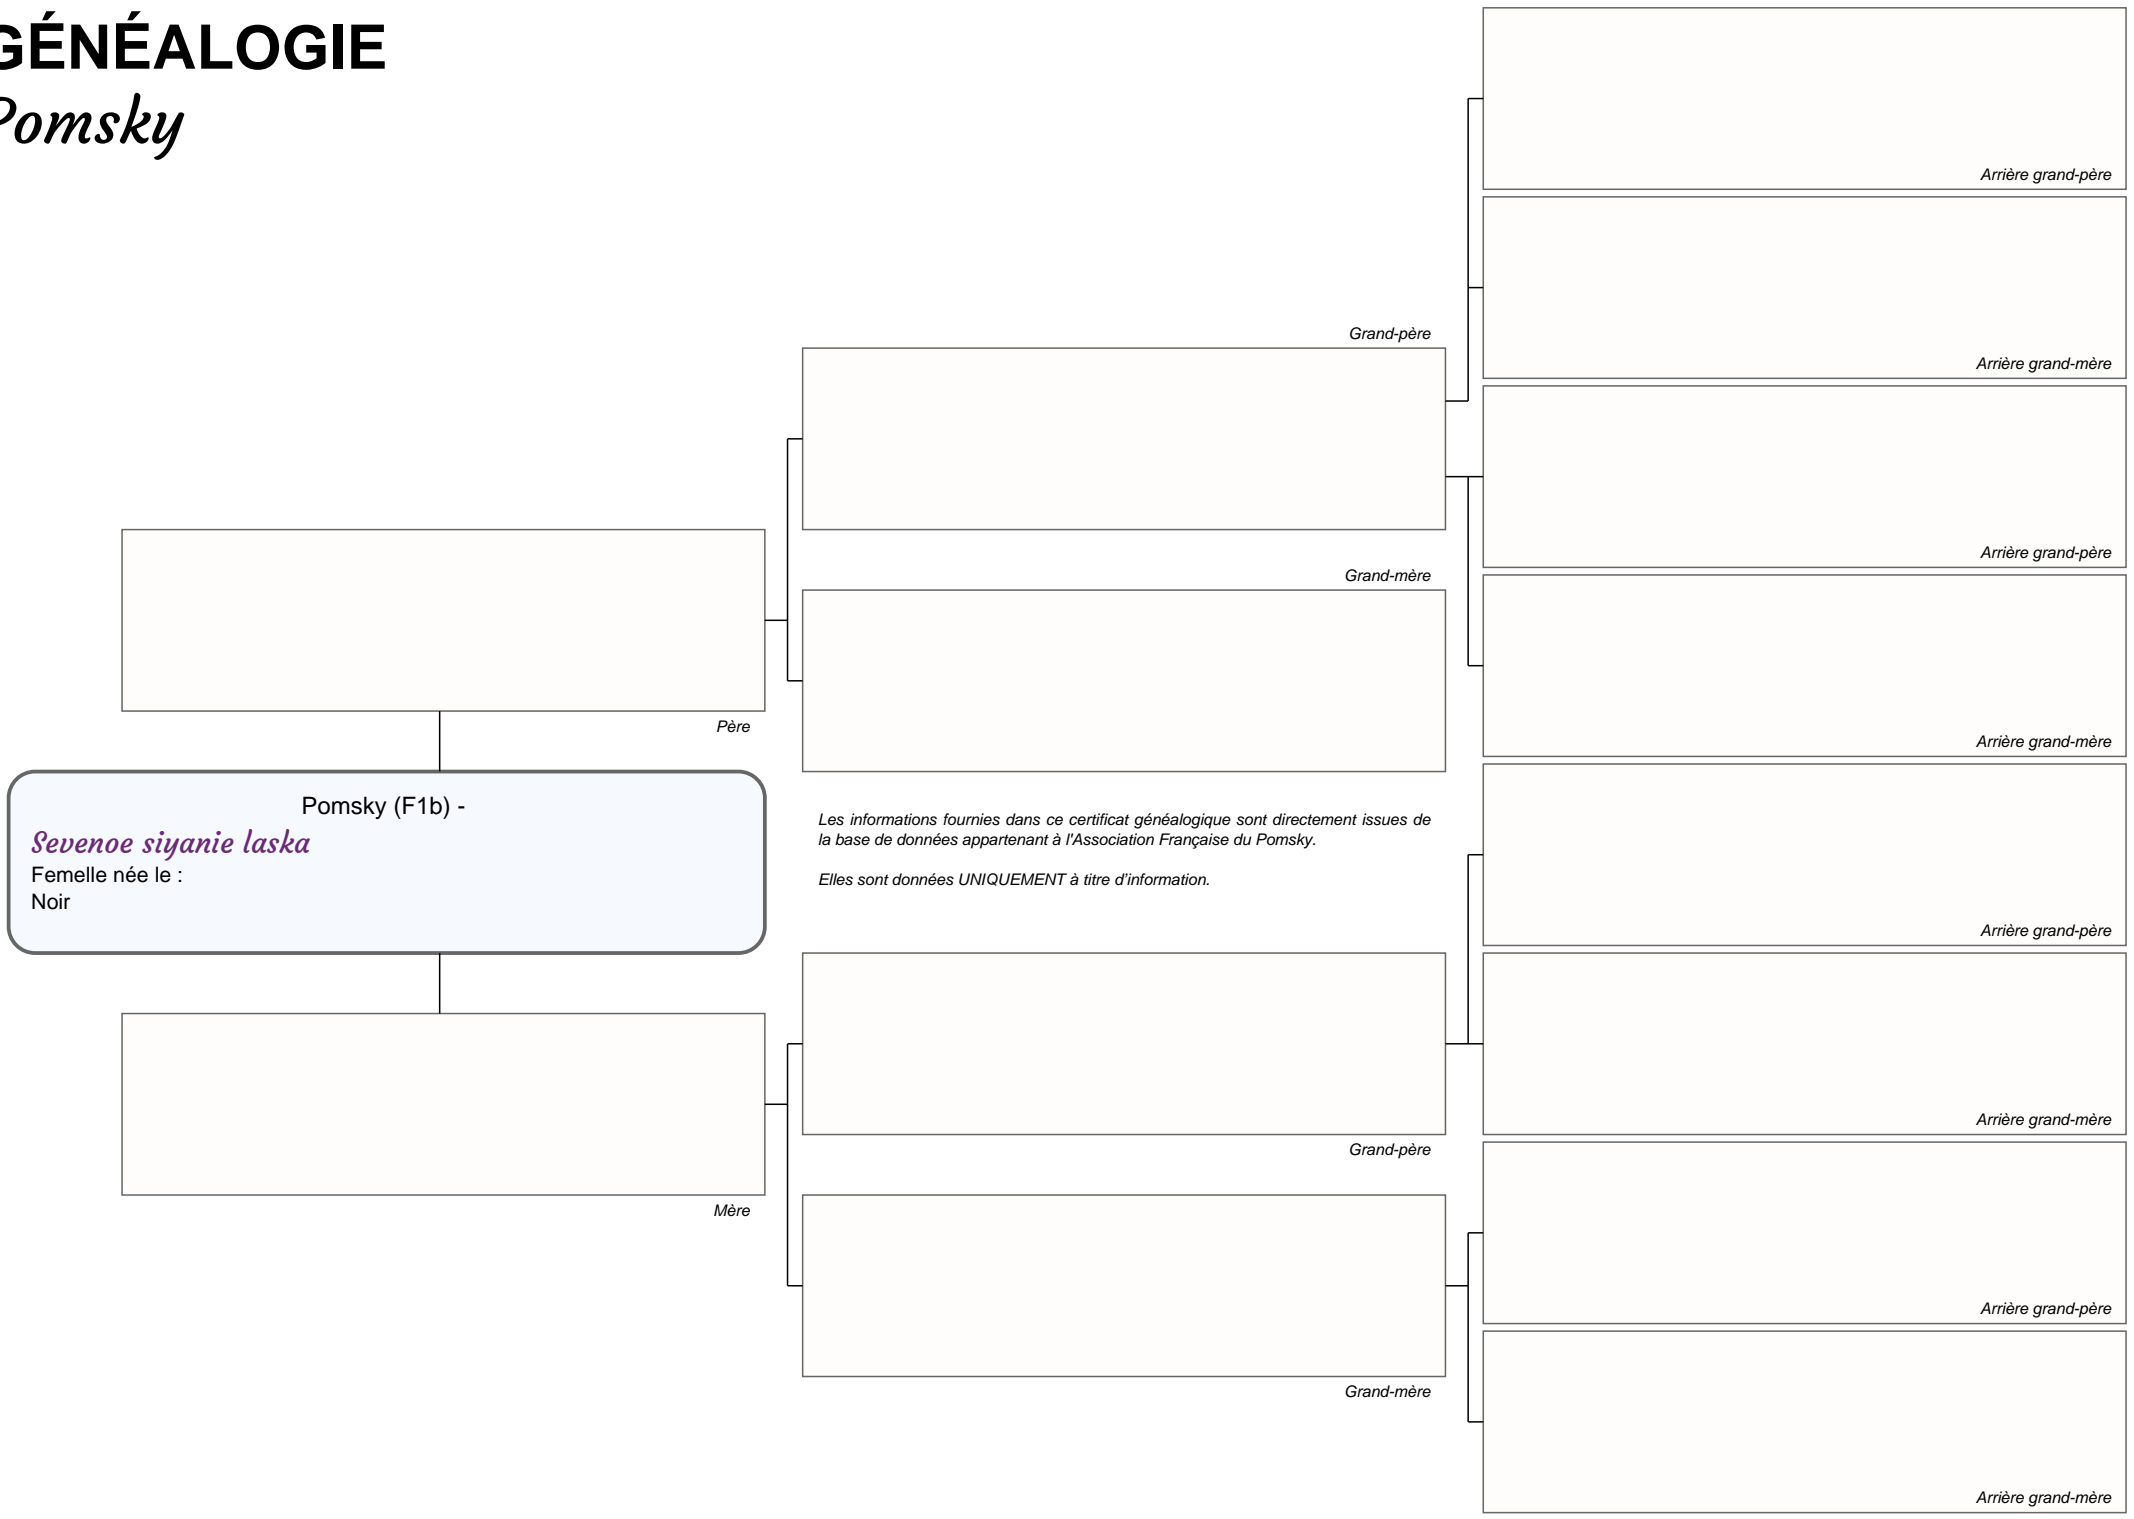 GÉNÉALOGIE
Pomsky
Arrière grand-père
Arrière grand-mère
Grand-père
Arrière grand-père
Grand-mère
Arrière grand-mère
Père
Pomsky (F1b) -
Sevenoe siyanie laska
Femelle née le :
Noir
Les informations fournies dans ce certificat généalogique sont directement issues de
la base de données appartenant à l'Association Française du Pomsky.
Elles sont données UNIQUEMENT à titre d'information.
Arrière grand-père
Arrière grand-mère
Grand-père
Mère
Arrière grand-père
Grand-mère
Arrière grand-mère